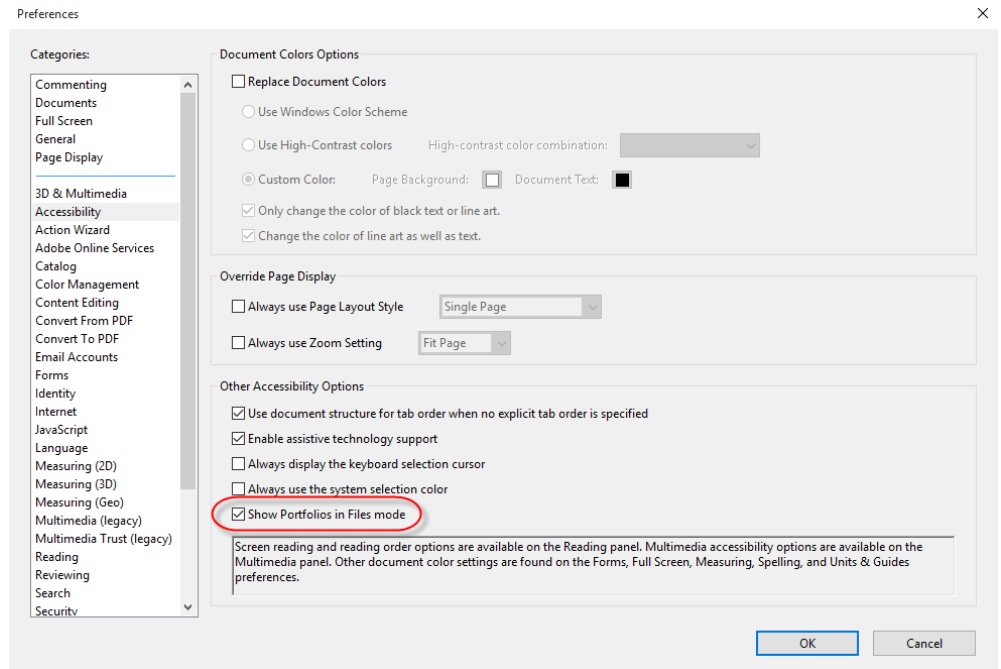 Preferences
Categories:
Commenting
Documents
Full Screen
General
Page Display
3D & Multimedia
Accessibility
Action Wizard
Adobe Online Services
Catalog
Color Management
Content Editing
Convert From PDF
Convert To PDF
Email Accounts
Forms
Identity
Internet
JavaScript
Language
Measuring (2D)
Measuring (3D)
Measuring (Geo)
Multimedia (legacy)
Multimedia Trust (legacy)
Reading
Reviewing
Search
Security
Document Colors Options
Replace Document Colors
Use Windows Color Scheme
Use High-Contrast colors High-contrast color combination:
Custom Color: Page Background: Document Text:
Only change the color of black text or line art.
Change the color of line art as well as text.
Override Page Display
Always use Page Layout Style Single Page
Always use Zoom Setting Fit Page
Other Accessibility Options
Use document structure for tab order when no explicit tab order is specified
Enable assistive technology support
Always display the keyboard selection cursor
Always use the system selection color
Show Portfolios in Files mode
Screen reading and reading order options are available on the Reading panel. Multimedia accessibility options are available on the
Multimedia panel. Other document color settings are found on the Forms, Full Screen, Measuring, Spelling, and Units & Guides
preferences.
OK Cancel